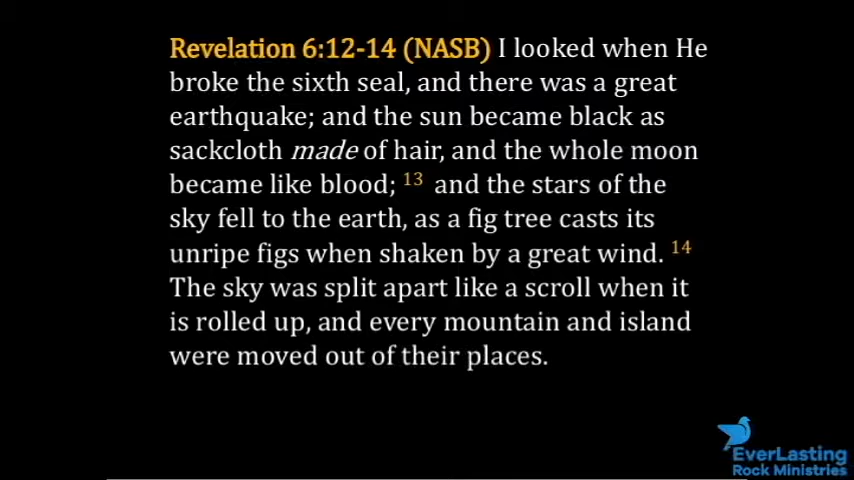 Revelation 6:12-14 (NASB) I looked when He
broke the sixth seal, and there was a great
earthquake; and the sun became black as
sackcloth made of hair, and the whole moon
became like blood; 13 and the stars of the
sky fell to the earth, as a fig tree casts its
unripe figs when shaken by a great wind. 14
The sky was split apart like a scroll when it
is rolled up, and every mountain and island
were moved out of their places.
EverLasting
Rock Ministries